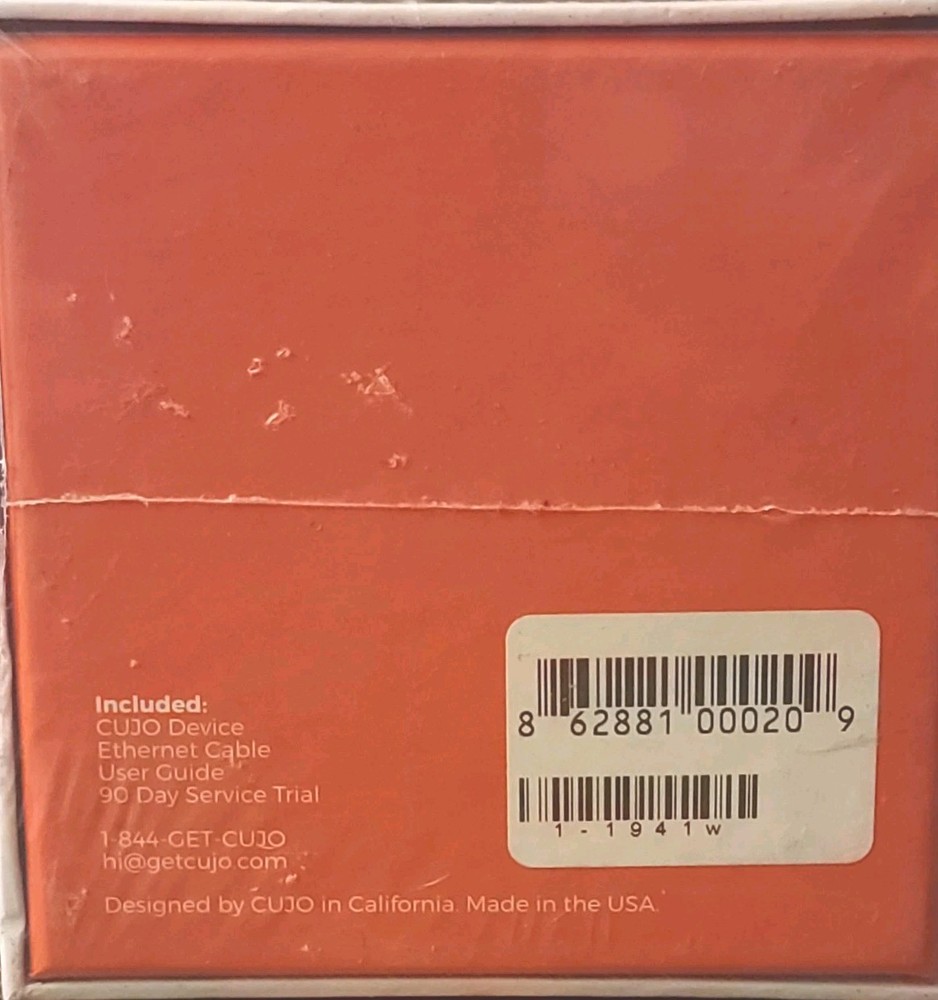 Included:
CUJO Device
Ethernet Cable
User Guide
90 Day Service Trial
1-844-GET-CUJO
hi@getcujo.com
Designed by CUJO in California. Made in the USA.
8 62881 00020 9
1-1941w